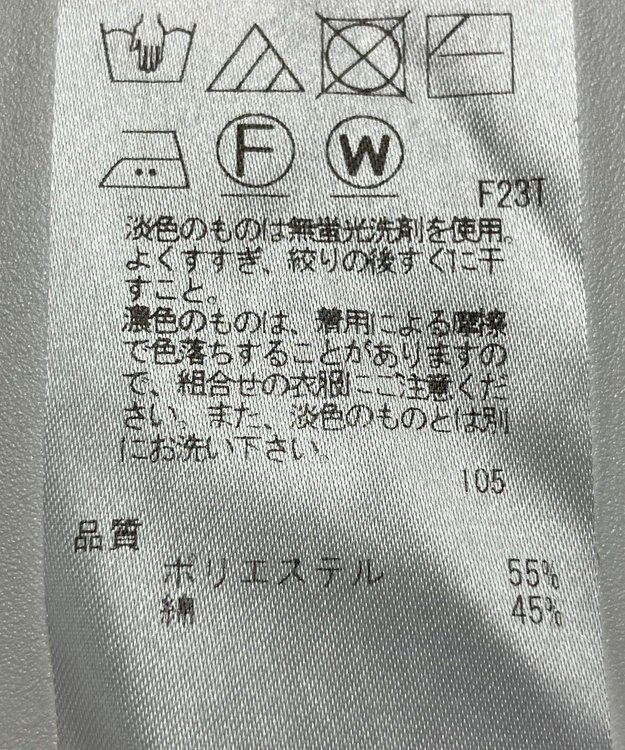 F
W
F23T
淡色のものは無蛍光洗剤を使用。
よくすすぎ、絞りの後すぐに干
すこと。
濃色のものは、着用による摩擦
で色落ちすることがありますの
で、組合せの衣服にご注意くだ
さい。また、淡色のものとは別
にお洗い下さい。
105
品質
ポリエステル 55%
綿 45%